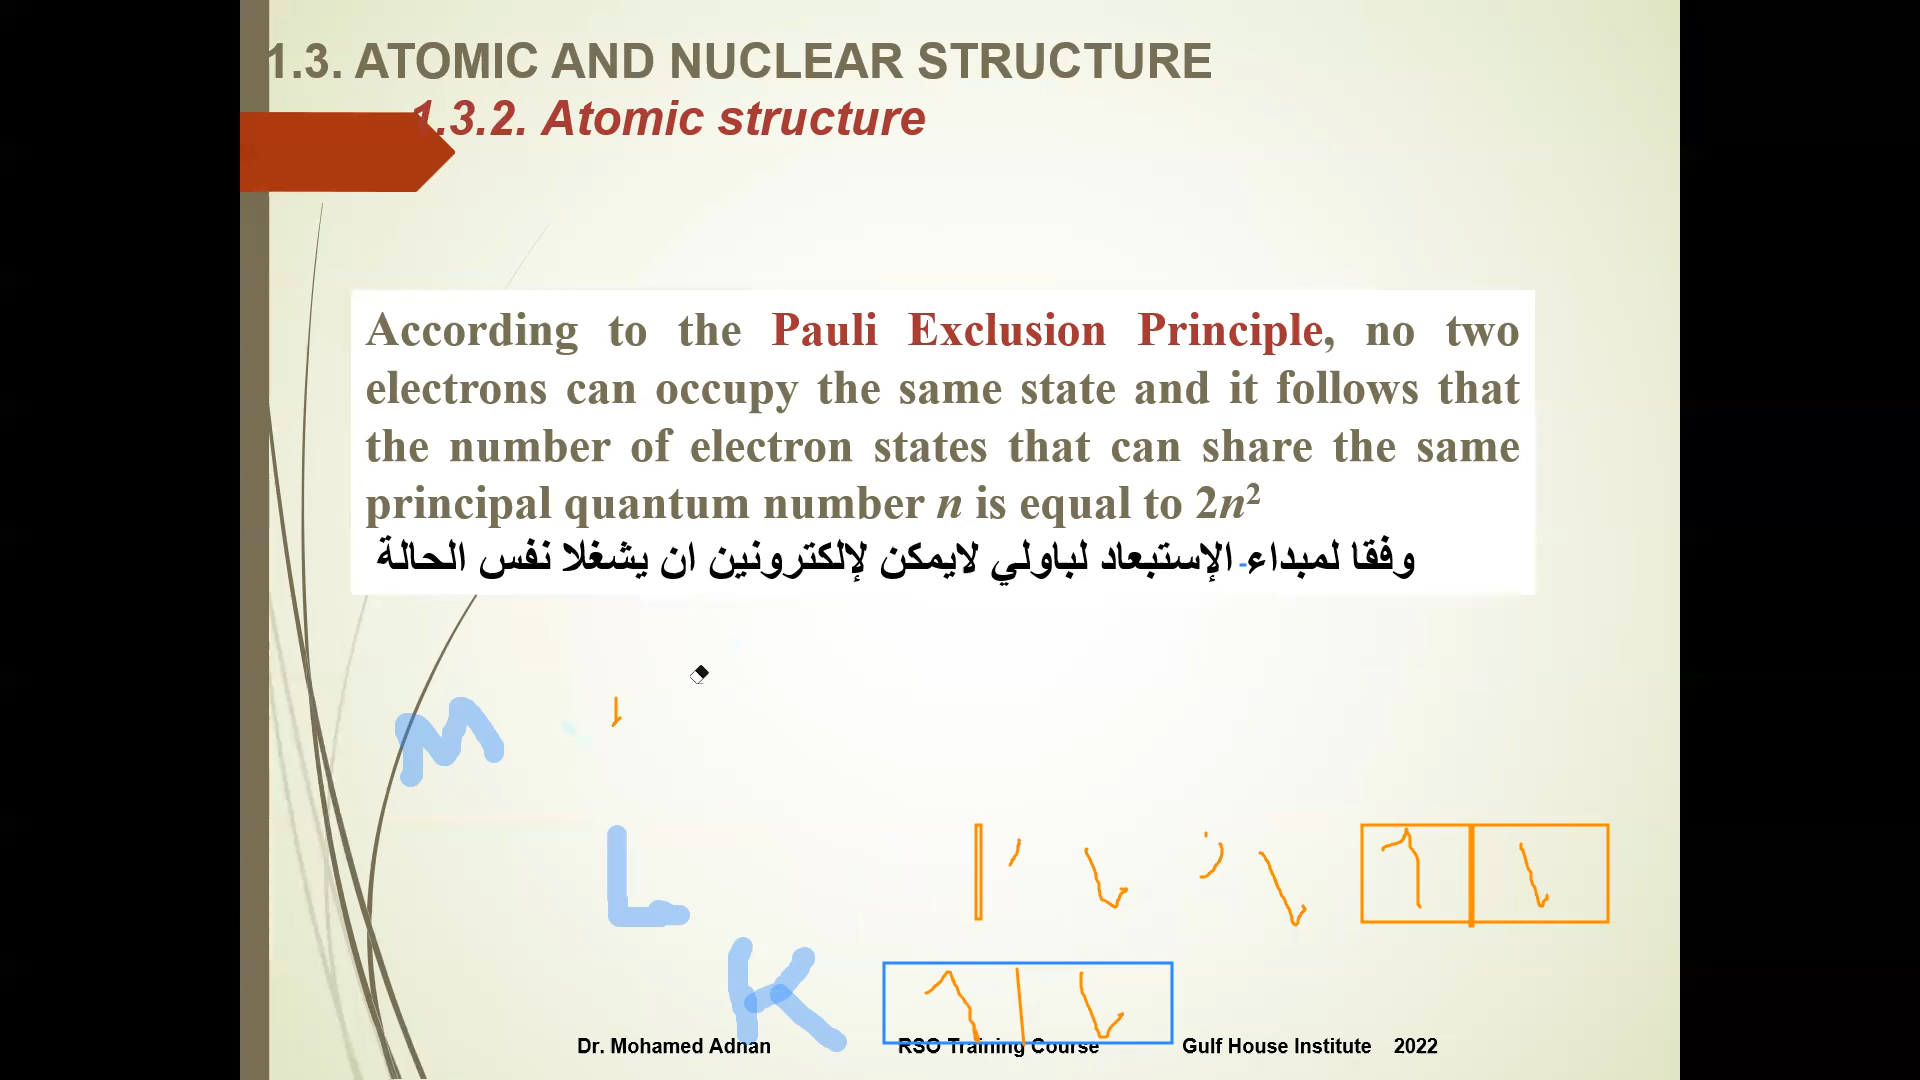 1.3. ATOMIC AND NUCLEAR STRUCTURE
1.3.2. Atomic structure
According to the Pauli Exclusion Principle, no two
electrons can occupy the same state and it follows that
the number of electron states that can share the same
principal quantum number n is equal to 2n²
وفقا لمبداء الإستبعاد لباولي لايمكن لإلكترونين ان يشغلا نفس الحالة
M
L
K
Dr. Mohamed Adnan RSO Training Course Gulf House Institute 2022